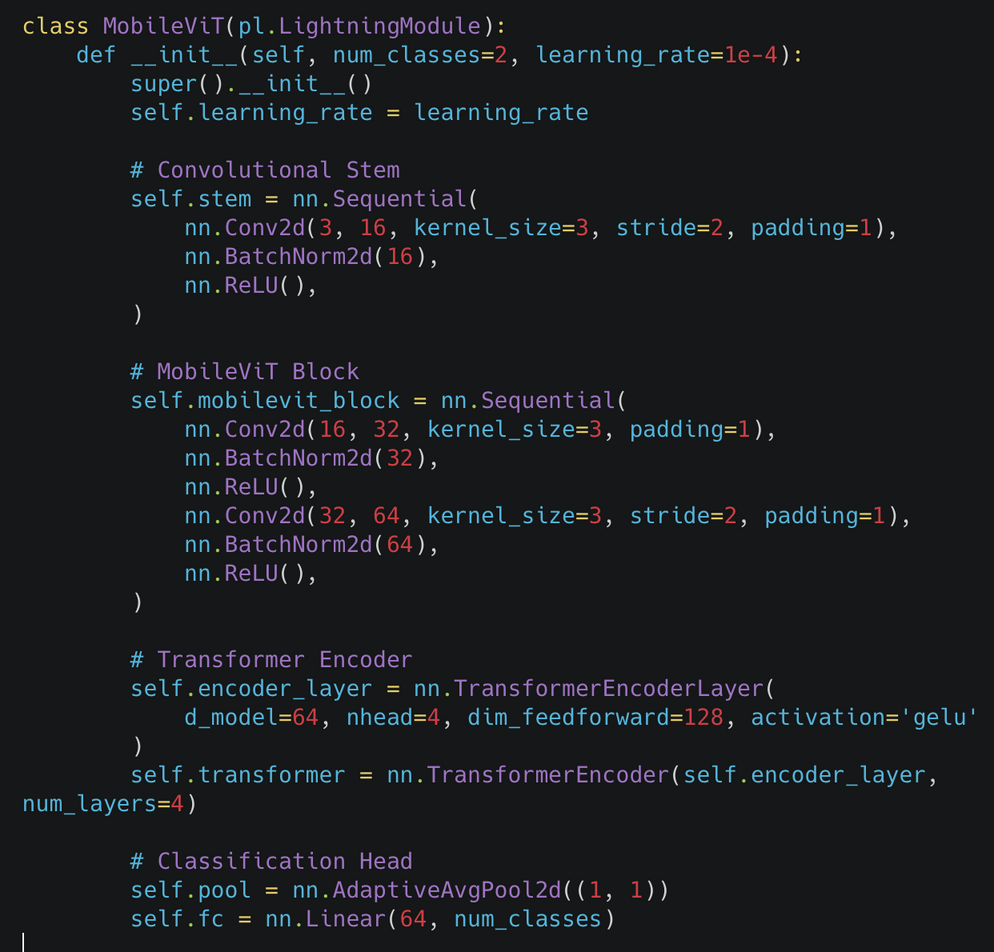 class MobileViT(pl.LightningModule):
    def __init__(self, num_classes=2, learning_rate=1e-4):
        super().__init__()
        self.learning_rate = learning_rate

        # Convolutional Stem
        self.stem = nn.Sequential(
            nn.Conv2d(3, 16, kernel_size=3, stride=2, padding=1),
            nn.BatchNorm2d(16),
            nn.ReLU(),
        )

        # MobileViT Block
        self.mobilevit_block = nn.Sequential(
            nn.Conv2d(16, 32, kernel_size=3, padding=1),
            nn.BatchNorm2d(32),
            nn.ReLU(),
            nn.Conv2d(32, 64, kernel_size=3, stride=2, padding=1),
            nn.BatchNorm2d(64),
            nn.ReLU(),
        )

        # Transformer Encoder
        self.encoder_layer = nn.TransformerEncoderLayer(
            d_model=64, nhead=4, dim_feedforward=128, activation='gelu'
        )
        self.transformer = nn.TransformerEncoder(self.encoder_layer,
num_layers=4)

        # Classification Head
        self.pool = nn.AdaptiveAvgPool2d((1, 1))
        self.fc = nn.Linear(64, num_classes)